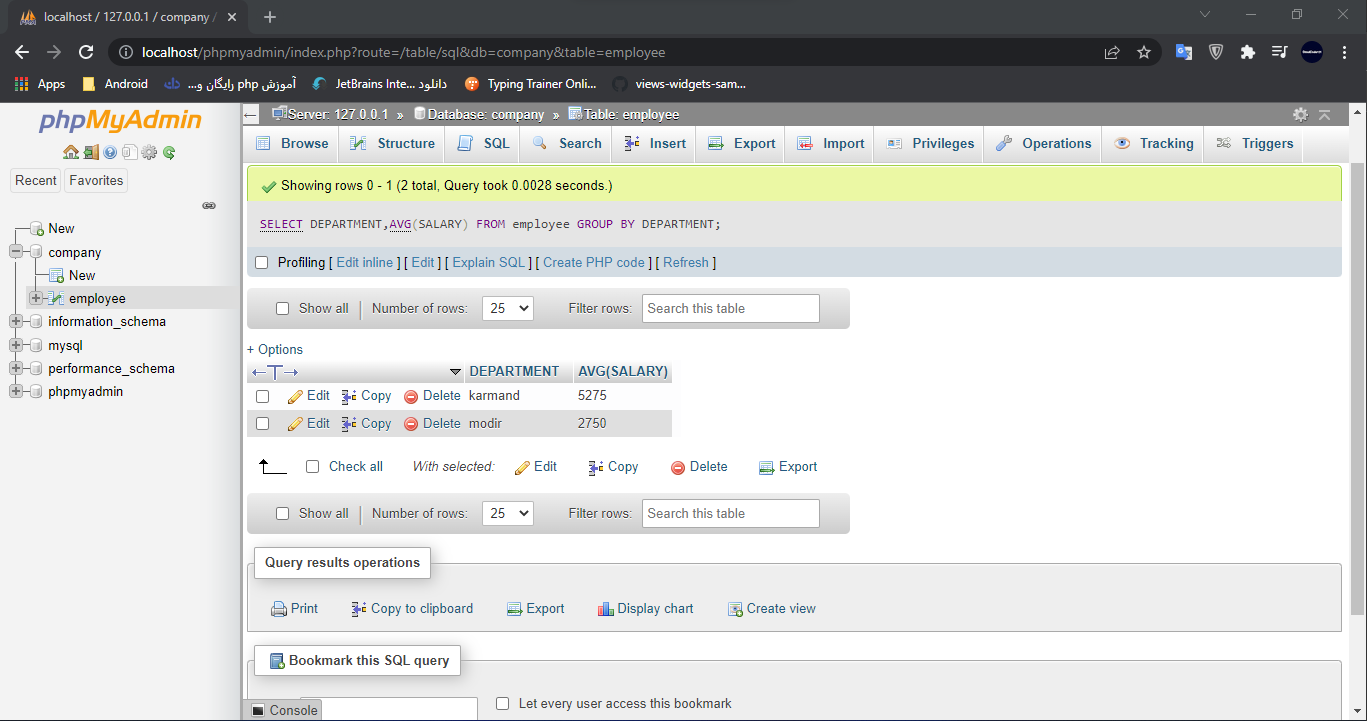 localhost / 127.0.0.1 / company /
localhost/phpmyadmin/index.php?route=/table/sql&db=company&table=employee
Apps Android آموزش php رایگان و... دانلود JetBrains Inte... Typing Trainer Onli... views-widgets-sam...
phpMyAdmin
Recent Favorites
New
company
New
employee
information_schema
mysql
performance_schema
phpmyadmin
Server: 127.0.0.1 » Database: company » Table: employee
Browse Structure SQL Search Insert Export Import Privileges Operations Tracking Triggers
Showing rows 0 - 1 (2 total, Query took 0.0028 seconds.)
SELECT DEPARTMENT,AVG(SALARY) FROM employee GROUP BY DEPARTMENT;
Profiling [ Edit inline ] [ Edit ] [ Explain SQL ] [ Create PHP code ] [ Refresh ]
Show all | Number of rows: 25 Filter rows: Search this table
+ Options
←T→ DEPARTMENT AVG(SALARY)
Edit Copy Delete karmand 5275
Edit Copy Delete modir 2750
Check all With selected: Edit Copy Delete Export
Show all | Number of rows: 25 Filter rows: Search this table
Query results operations
Print Copy to clipboard Export Display chart Create view
Bookmark this SQL query
Let every user access this bookmark
Console